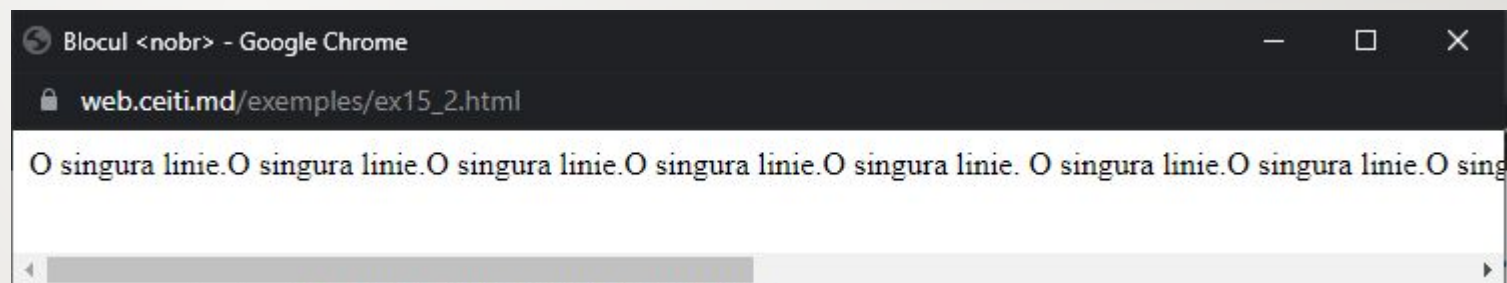 Blocul <nobr> - Google Chrome
web.ceiti.md/exemples/ex15_2.html
O singura linie.O singura linie.O singura linie.O singura linie.O singura linie. O singura linie.O singura linie.O sing